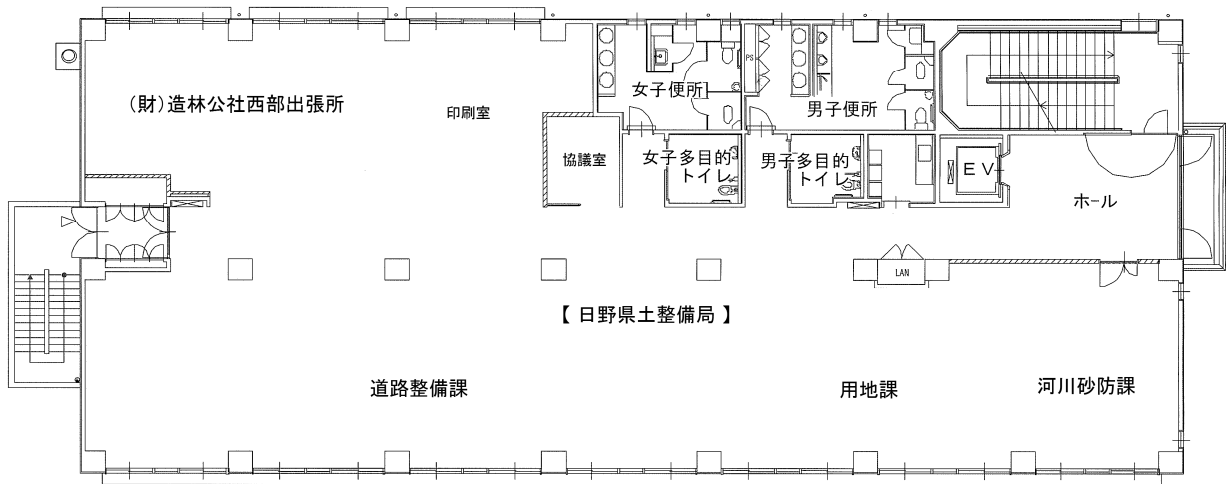 (財)造林公社西部出張所
印刷室
協議室
女子便所
PS
男子便所
女子多目的
トイレ
男子多目的
トイレ
EV
ホール
LAN
【 日野県土整備局 】
道路整備課
用地課
河川砂防課